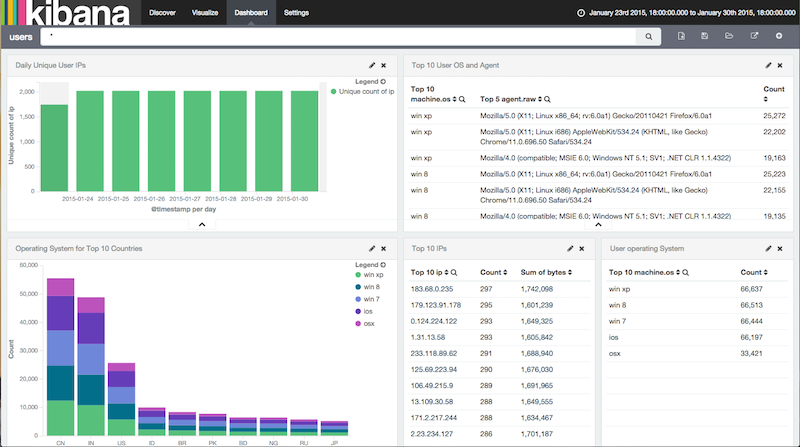 kibana
Discover Visualize Dashboard Settings
January 23rd 2015, 18:00:00.000 to January 30th 2015, 18:00:00.000
users *
Daily Unique User IPs
Legend
Unique count of ip
Unique count of ip
2,000
1,500
1,000
500
0
2015-01-24 2015-01-25 2015-01-26 2015-01-27 2015-01-28 2015-01-29 2015-01-30
@timestamp per day
Top 10 User OS and Agent
Top 10 machine.os Top 5 agent.raw Count
win xp Mozilla/5.0 (X11; Linux x86_64; rv:6.0a1) Gecko/20110421 Firefox/6.0a1 25,272
win xp Mozilla/5.0 (X11; Linux i686) AppleWebKit/534.24 (KHTML, like Gecko) 22,202
Chrome/11.0.696.50 Safari/534.24
win xp Mozilla/4.0 (compatible; MSIE 6.0; Windows NT 5.1; SV1; .NET CLR 1.1.4322) 19,163
win 8 Mozilla/5.0 (X11; Linux x86_64; rv:6.0a1) Gecko/20110421 Firefox/6.0a1 25,223
win 8 Mozilla/5.0 (X11; Linux i686) AppleWebKit/534.24 (KHTML, like Gecko) 22,155
Chrome/11.0.696.50 Safari/534.24
win 8 Mozilla/4.0 (compatible; MSIE 6.0; Windows NT 5.1; SV1; .NET CLR 1.1.4322) 19,135
Operating System for Top 10 Countries
Legend
win xp
win 8
win 7
ios
osx
Count
60,000
50,000
40,000
30,000
20,000
10,000
0
CN IN US ID BR PK BD NG RU JP
Top 10 IPs
Top 10 ip Count Sum of bytes
183.68.0.235 297 1,742,098
179.123.91.178 295 1,601,239
0.124.224.122 293 1,649,325
1.31.13.58 293 1,605,842
233.118.89.62 291 1,688,940
125.69.223.94 290 1,676,030
106.49.215.9 289 1,691,965
13.109.30.58 288 1,649,555
171.2.217.244 288 1,634,467
2.23.234.127 286 1,701,187
User operating System
Top 10 machine.os Count
win xp 66,637
win 8 66,513
win 7 66,444
ios 66,197
osx 33,421